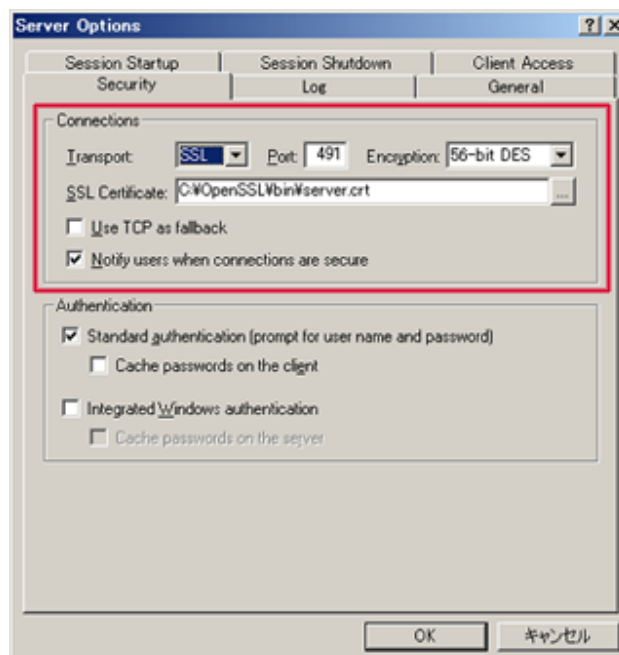 Server Options
Session Startup Session Shutdown Client Access
Security Log General
Connections
Transport: SSL Port: 491 Encryption: 56-bit DES
SSL Certificate: C:¥OpenSSL¥bin¥server.crt ...
Use TCP as fallback
Notify users when connections are secure
Authentication
Standard authentication (prompt for user name and password)
Cache passwords on the client
Integrated Windows authentication
Cache passwords on the server
OK キャンセル